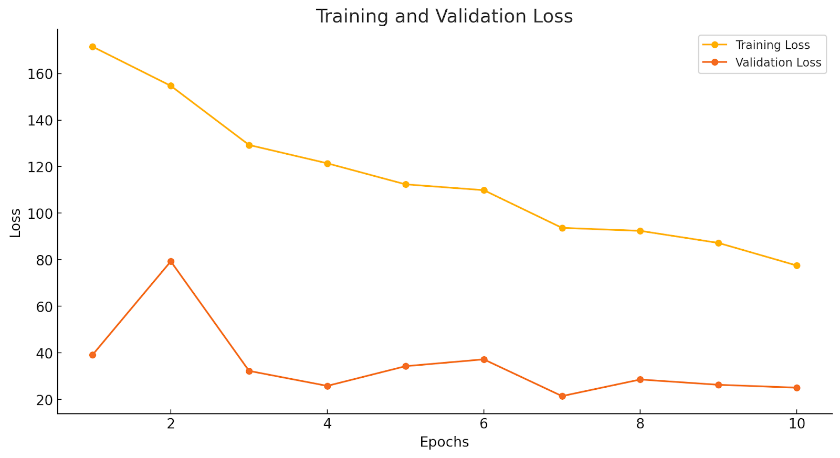 Training and Validation Loss
Training Loss
Validation Loss
160
140
120
100
80
60
40
20
Loss
2 4 6 8 10
Epochs